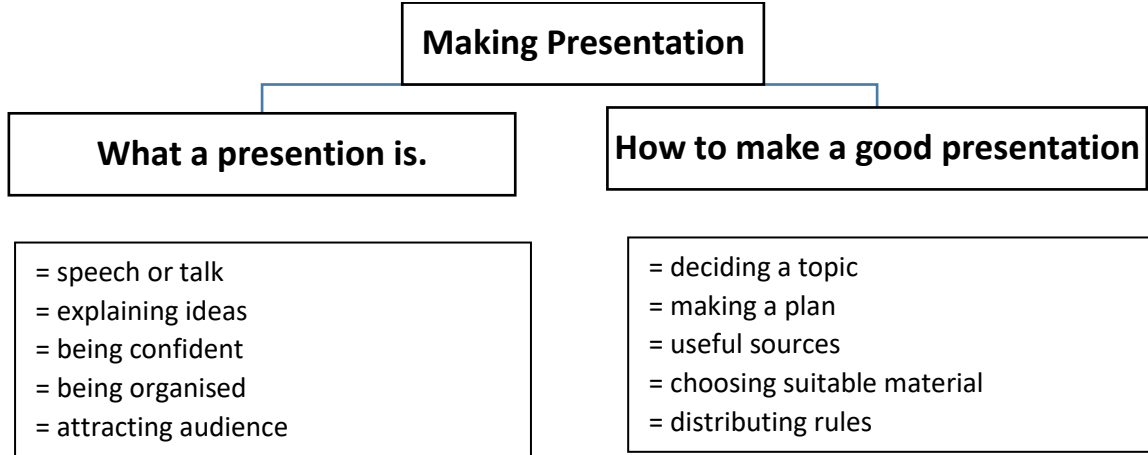 Making Presentation
What a presention is.
How to make a good presentation
= speech or talk
= explaining ideas
= being confident
= being organised
= attracting audience
= deciding a topic
= making a plan
= useful sources
= choosing suitable material
= distributing rules